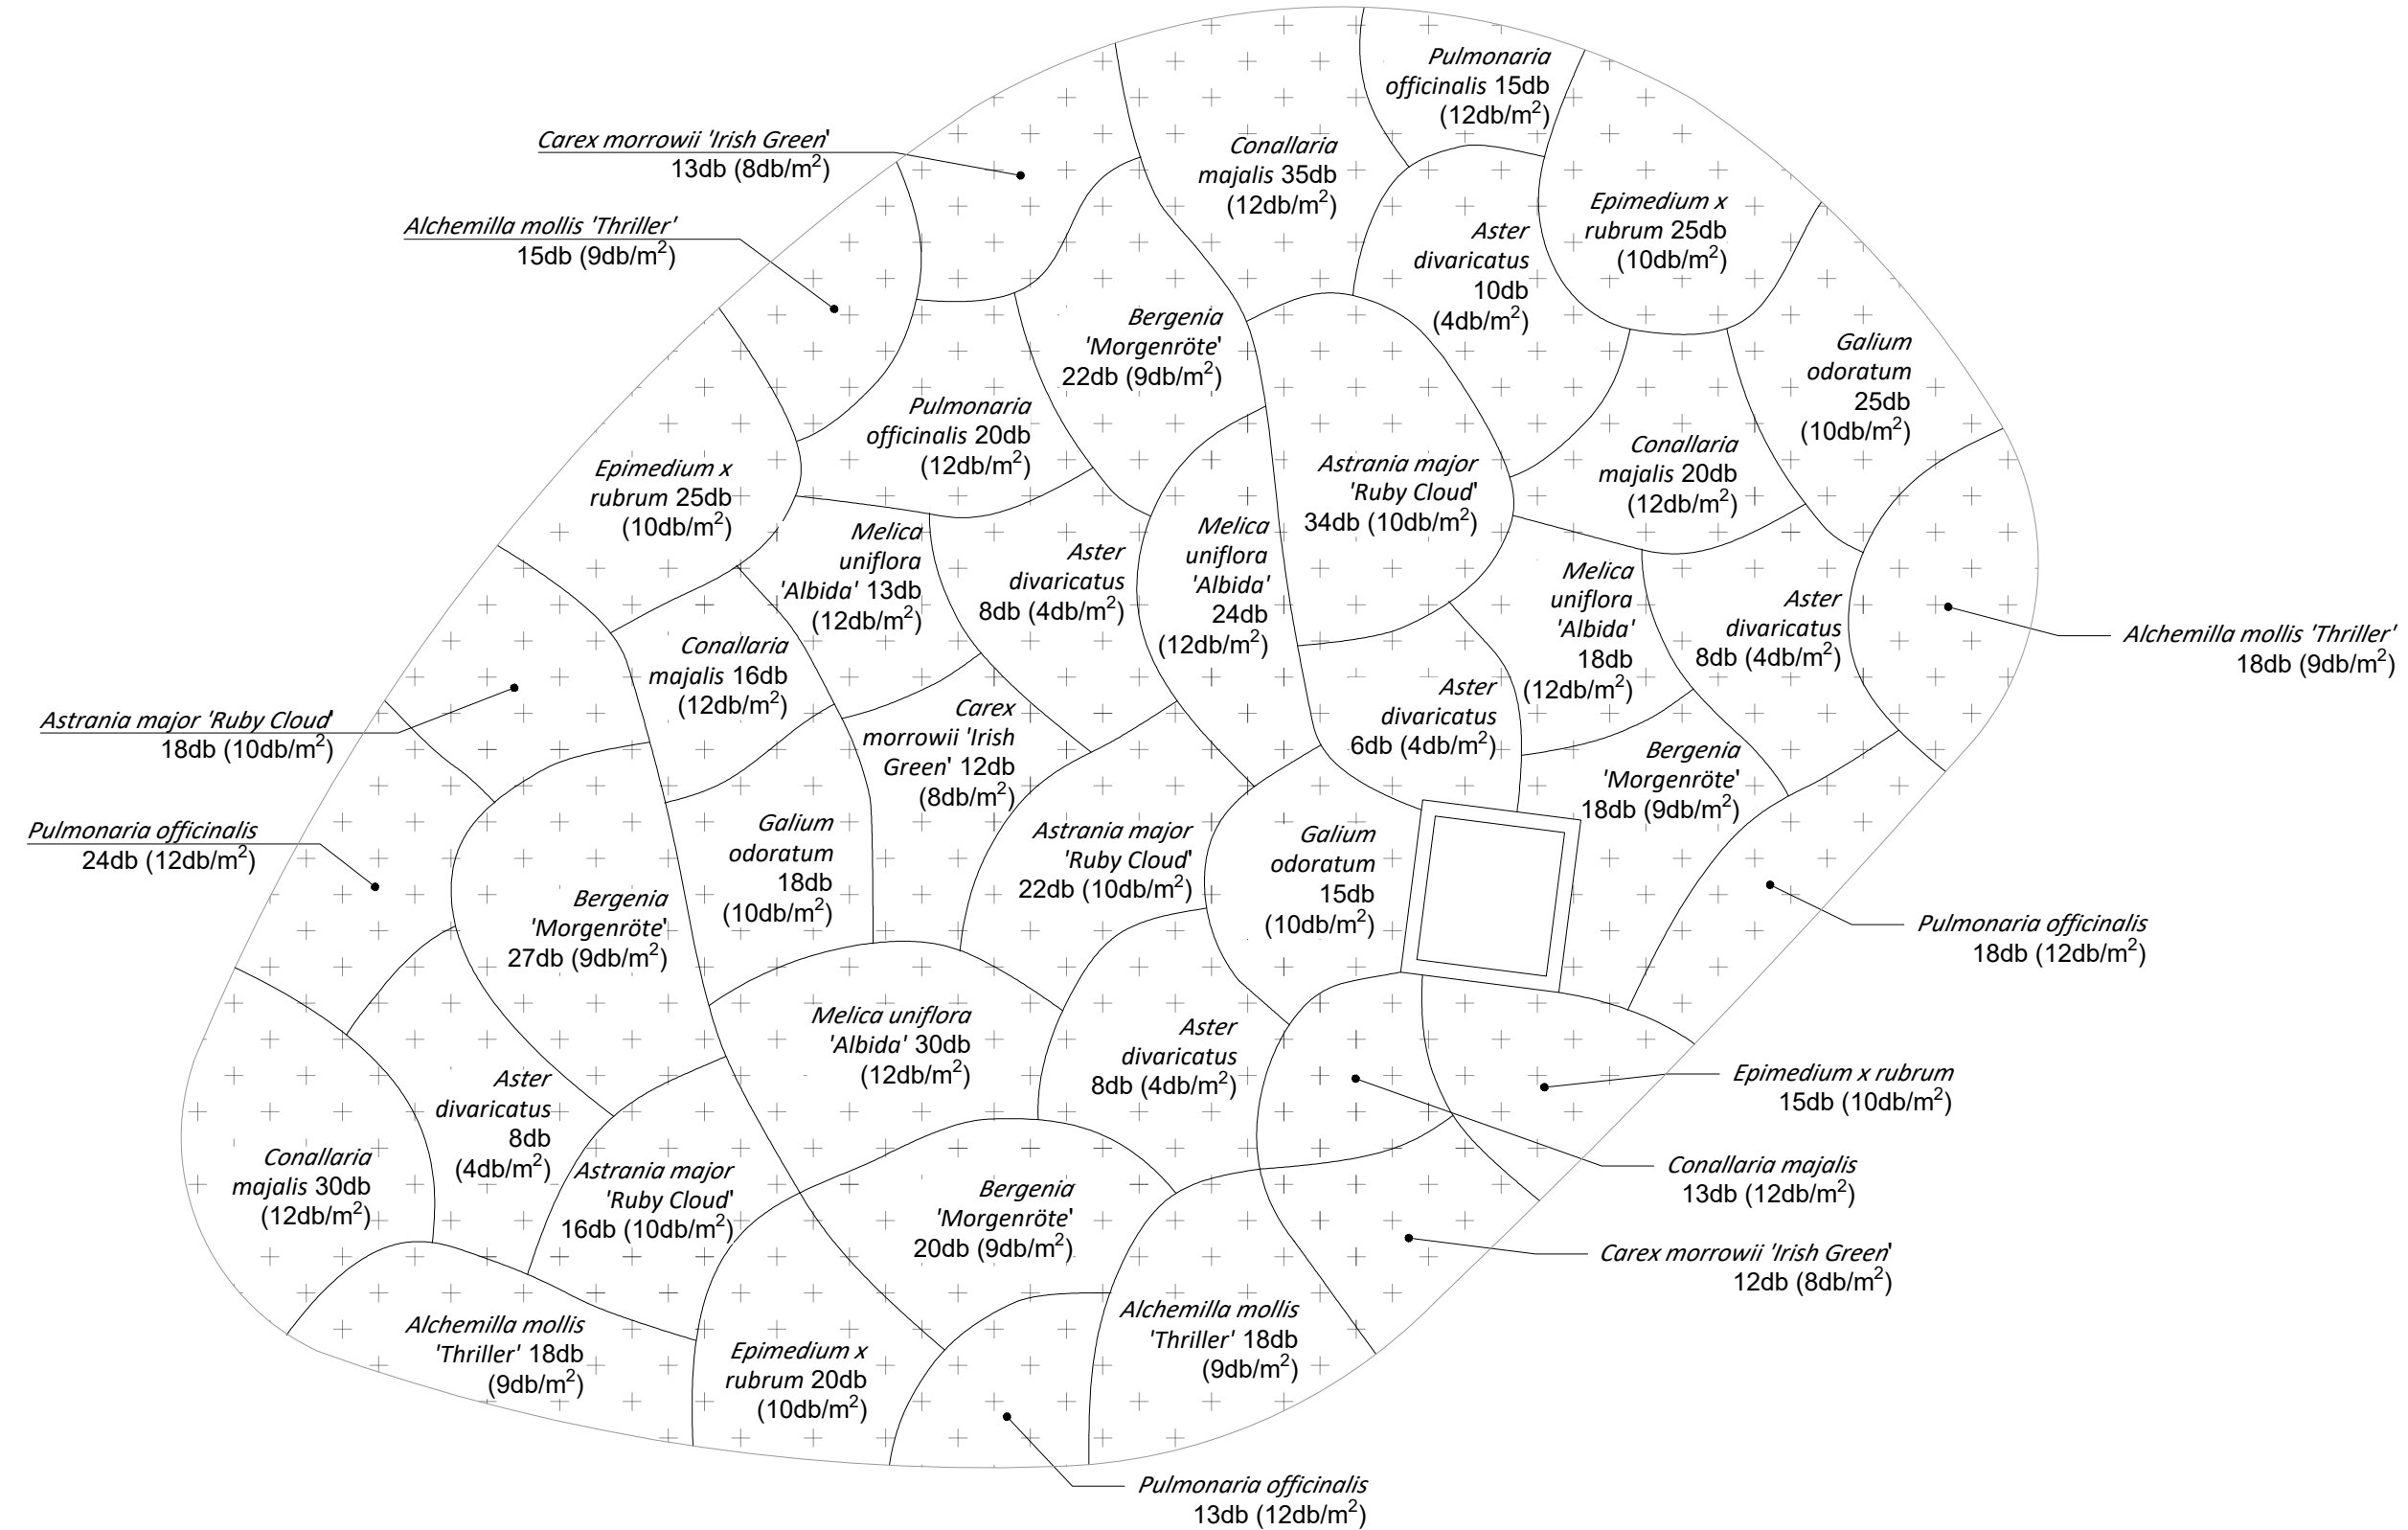 Pulmonaria
officinalis 15db
(12db/m²)
Carex morrowii 'Irish Green'
13db (8db/m²)
Conallaria
majalis 35db
(12db/m²)
Epimedium x
rubrum 25db
(10db/m²)
Alchemilla mollis 'Thriller'
15db (9db/m²)
Aster
divaricatus
10db
(4db/m²)
Bergenia
'Morgenröte'
22db (9db/m²)
Galium
odoratum
25db
(10db/m²)
Pulmonaria
officinalis 20db
(12db/m²)
Conallaria
majalis 20db
(12db/m²)
Epimedium x
rubrum 25db
(10db/m²)
Astrania major
'Ruby Cloud'
34db (10db/m²)
Melica
uniflora
'Albida' 13db
(12db/m²)
Aster
divaricatus
8db (4db/m²)
Melica
uniflora
'Albida'
24db
(12db/m²)
Melica
uniflora
'Albida'
18db
(12db/m²)
Aster
divaricatus
8db (4db/m²)
Alchemilla mollis 'Thriller'
18db (9db/m²)
Conallaria
majalis 16db
(12db/m²)
Astrania major 'Ruby Cloud'
18db (10db/m²)
Carex
morrowii 'Irish
Green' 12db
(8db/m²)
Aster
divaricatus
6db (4db/m²)
Bergenia
'Morgenröte'
18db (9db/m²)
Pulmonaria officinalis
24db (12db/m²)
Galium
odoratum
18db
(10db/m²)
Astrania major
'Ruby Cloud'
22db (10db/m²)
Galium
odoratum
15db
(10db/m²)
Bergenia
'Morgenröte'
27db (9db/m²)
Pulmonaria officinalis
18db (12db/m²)
Melica uniflora
'Albida' 30db
(12db/m²)
Aster
divaricatus
8db (4db/m²)
Epimedium x rubrum
15db (10db/m²)
Aster
divaricatus
8db
(4db/m²)
Conallaria
majalis 30db
(12db/m²)
Astrania major
'Ruby Cloud'
16db (10db/m²)
Bergenia
'Morgenröte'
20db (9db/m²)
Conallaria majalis
13db (12db/m²)
Carex morrowii 'Irish Green'
12db (8db/m²)
Alchemilla mollis
'Thriller' 18db
(9db/m²)
Epimedium x
rubrum 20db
(10db/m²)
Alchemilla mollis
'Thriller' 18db
(9db/m²)
Pulmonaria officinalis
13db (12db/m²)